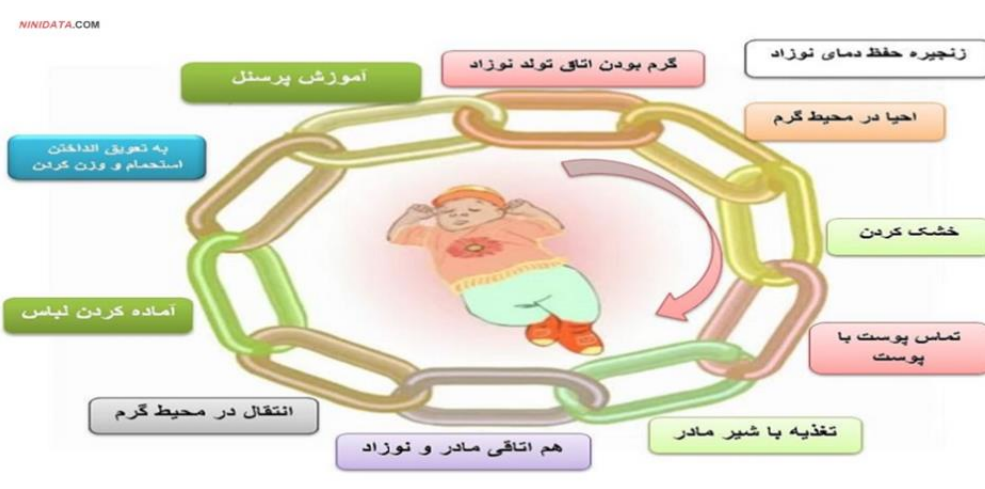 NINIDATA.COM
زنجیره حفظ دمای نوزاد
گرم بودن اتاق تولد نوزاد
احیا در محیط گرم
خشک کردن
تماس پوست با
پوست
تغذیه با شیر مادر
هم اتاقی مادر و نوزاد
انتقال در محیط گرم
آماده کردن لباس
به تعویق انداختن
استحمام و وزن کردن
آموزش پرسنل